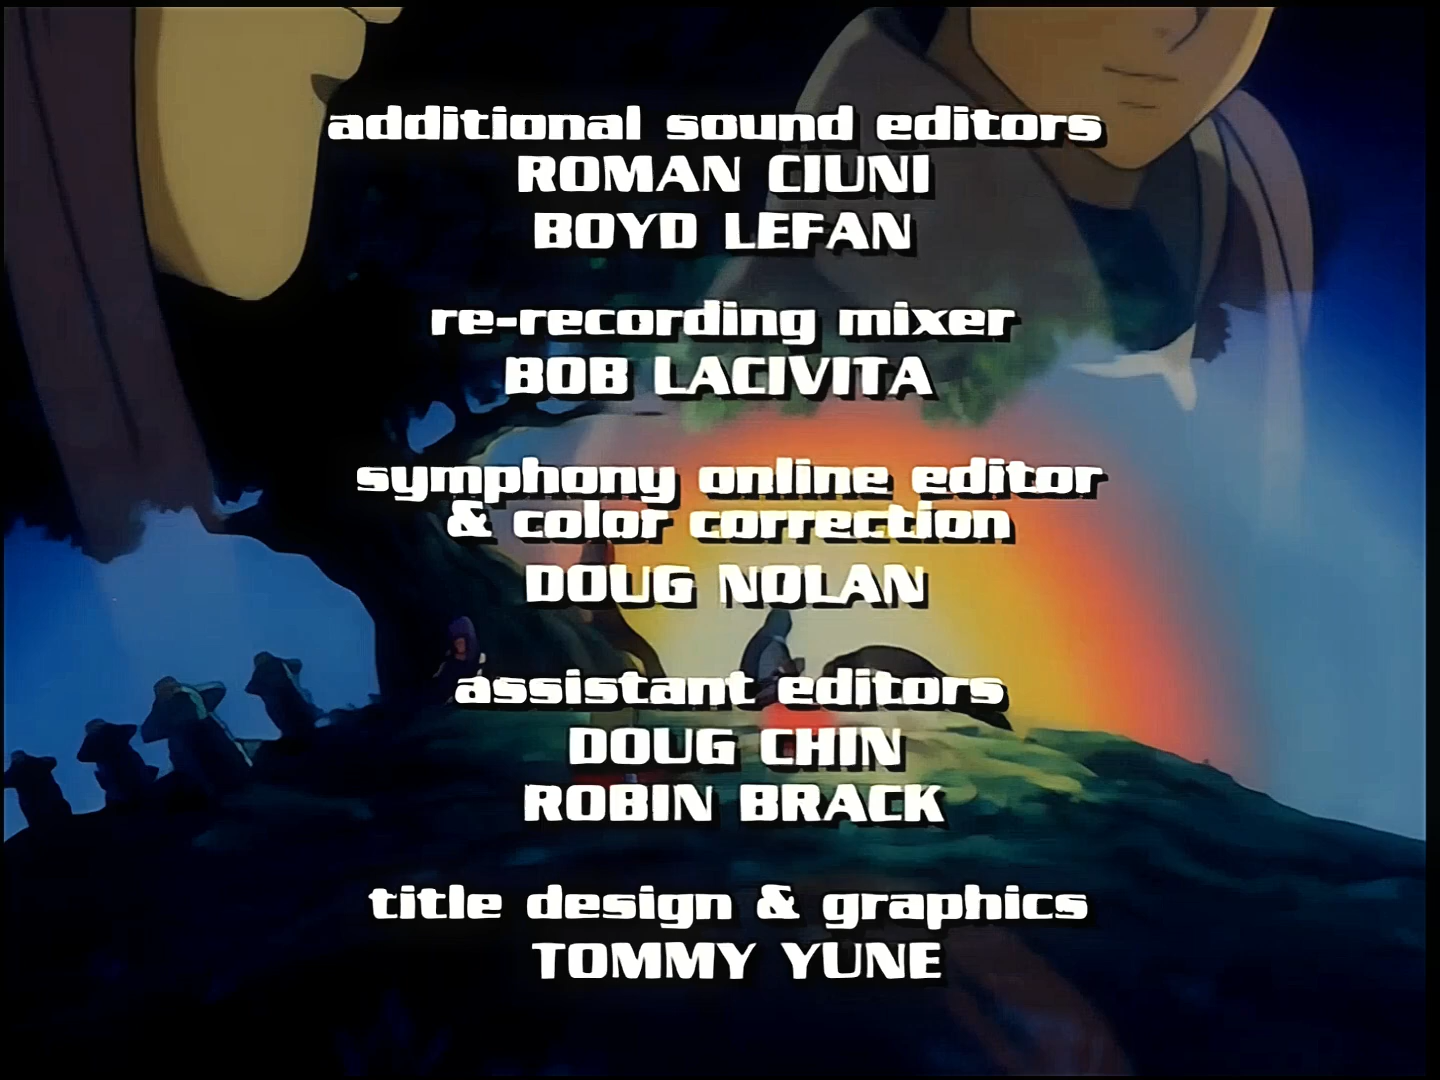 additional sound editors
ROMAN CIUNI
BOYD LEFAN
re-recording mixer
BOB LACIVITA
symphony online editor
& color correction
DOUG NOLAN
assistant editors
DOUG CHIN
ROBIN BRACK
title design & graphics
TOMMY YUNE